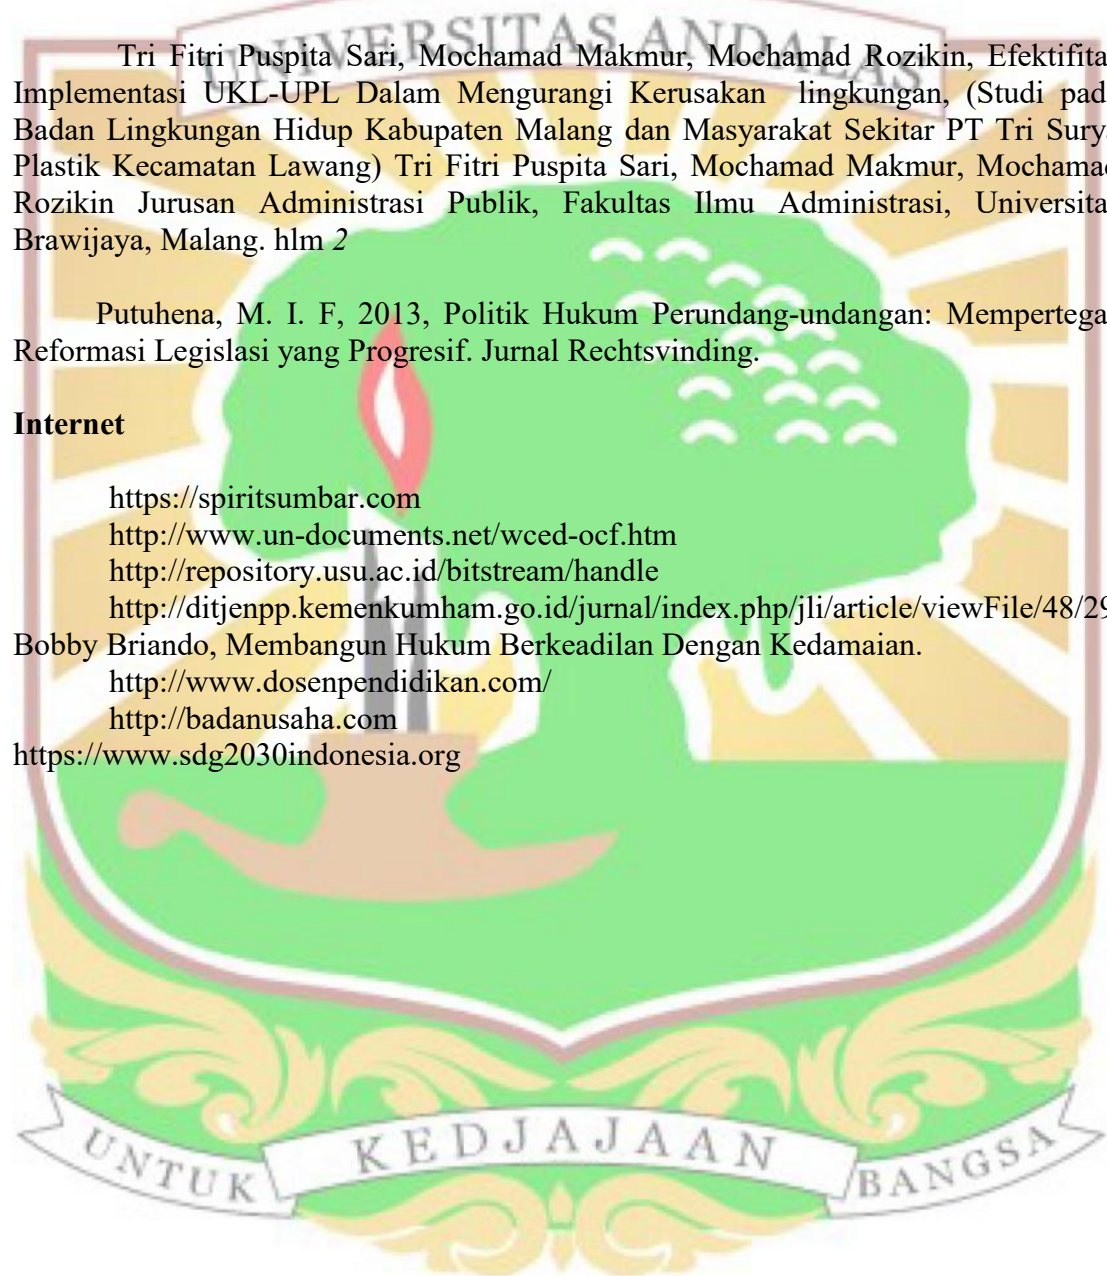 UNIVERSITAS ANDALAS
Tri Fitri Puspita Sari, Mochamad Makmur, Mochamad Rozikin, Efektifita
Implementasi UKL-UPL Dalam Mengurangi Kerusakan lingkungan, (Studi pad
Badan Lingkungan Hidup Kabupaten Malang dan Masyarakat Sekitar PT Tri Sury
Plastik Kecamatan Lawang) Tri Fitri Puspita Sari, Mochamad Makmur, Mochamad
Rozikin Jurusan Administrasi Publik, Fakultas Ilmu Administrasi, Universita
Brawijaya, Malang. hlm 2
Putuhena, M. I. F, 2013, Politik Hukum Perundang-undangan: Mempertega
Reformasi Legislasi yang Progresif. Jurnal Rechtsvinding.
Internet
https://spiritsumbar.com
http://www.un-documents.net/wced-ocf.htm
http://repository.usu.ac.id/bitstream/handle
http://ditjenpp.kemenkumham.go.id/jurnal/index.php/jli/article/viewFile/48/29
Bobby Briando, Membangun Hukum Berkeadilan Dengan Kedamaian.
http://www.dosenpendidikan.com/
http://badanusaha.com
https://www.sdg2030indonesia.org
UNTUK KEDJAJAAN BANGSA